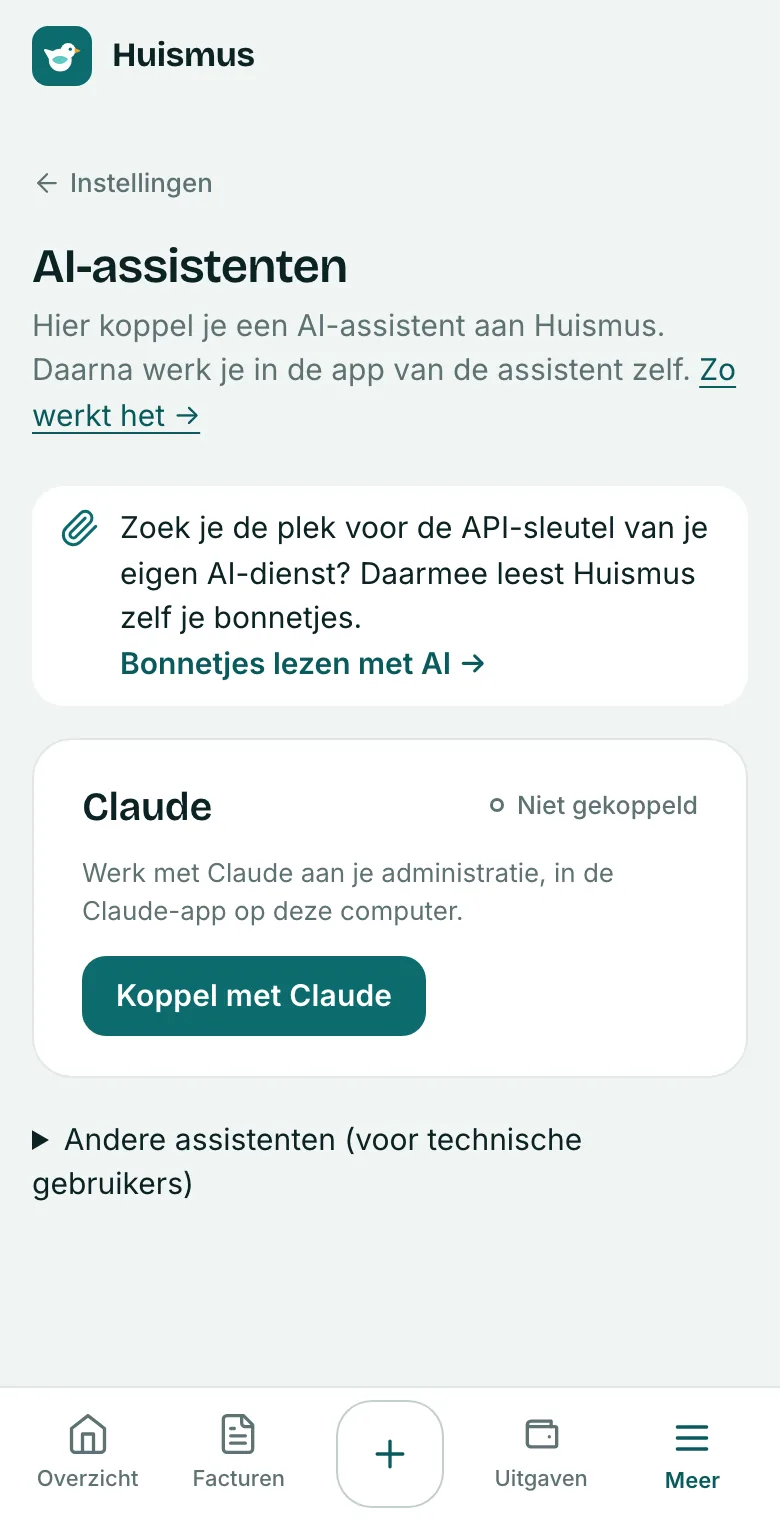 Huismus
← Instellingen
AI-assistenten
Hier koppel je een AI-assistent aan Huismus.
Daarna werk je in de app van de assistent zelf. Zo
werkt het →
Zoek je de plek voor de API-sleutel van je
eigen AI-dienst? Daarmee leest Huismus
zelf je bonnetjes.
Bonnetjes lezen met AI →
Claude
Niet gekoppeld
Werk met Claude aan je administratie, in de
Claude-app op deze computer.
Koppel met Claude
Andere assistenten (voor technische
gebruikers)
Overzicht
Facturen
Uitgaven
Meer